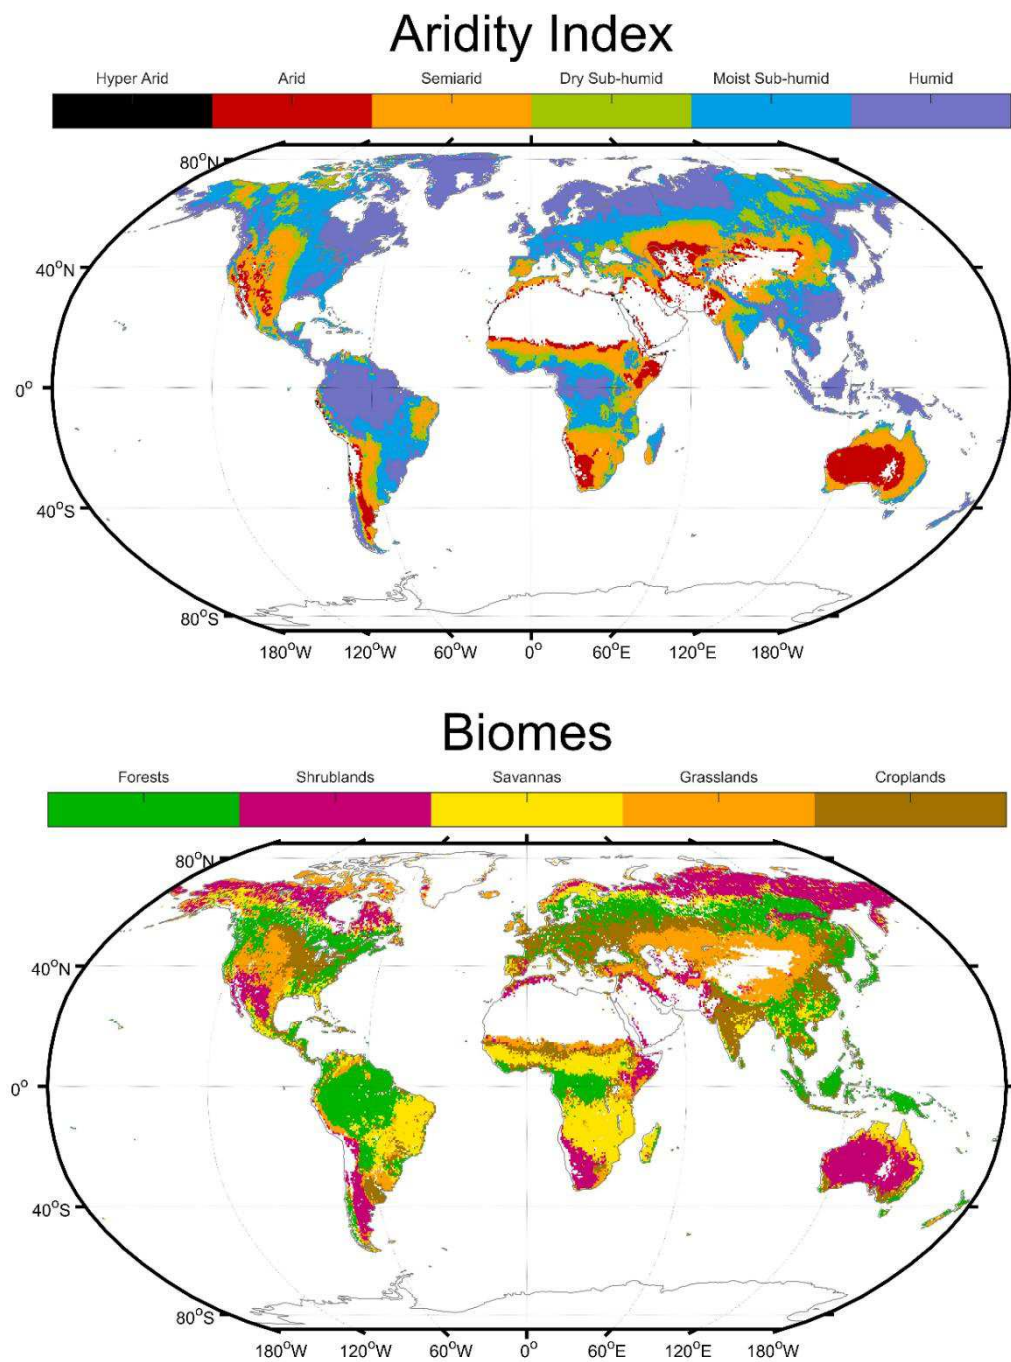 Aridity Index
Hyper Arid Arid Semiarid Dry Sub-humid Moist Sub-humid Humid
80°N
40°N
0°
40°S
80°S
180°W 120°W 60°W 0° 60°E 120°E 180°W
Biomes
Forests Shrublands Savannas Grasslands Croplands
80°N
40°N
0°
40°S
80°S
180°W 120°W 60°W 0° 60°E 120°E 180°W